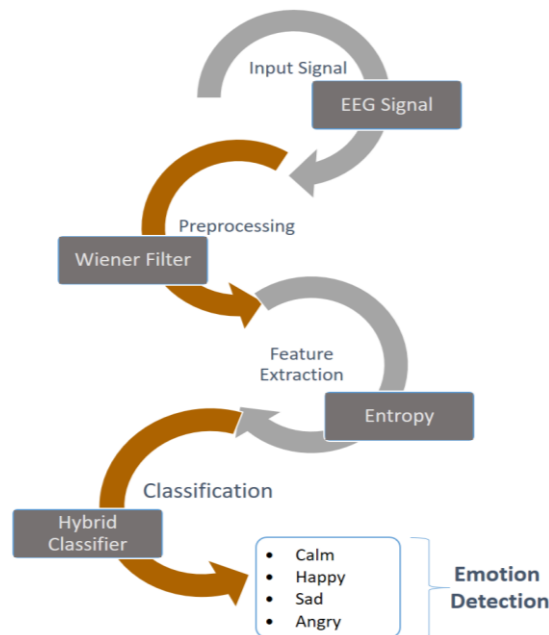 Input Signal
EEG Signal
Preprocessing
Wiener Filter
Feature
Extraction
Entropy
Classification
Hybrid
Classifier
• Calm
• Happy
• Sad
• Angry
Emotion
Detection